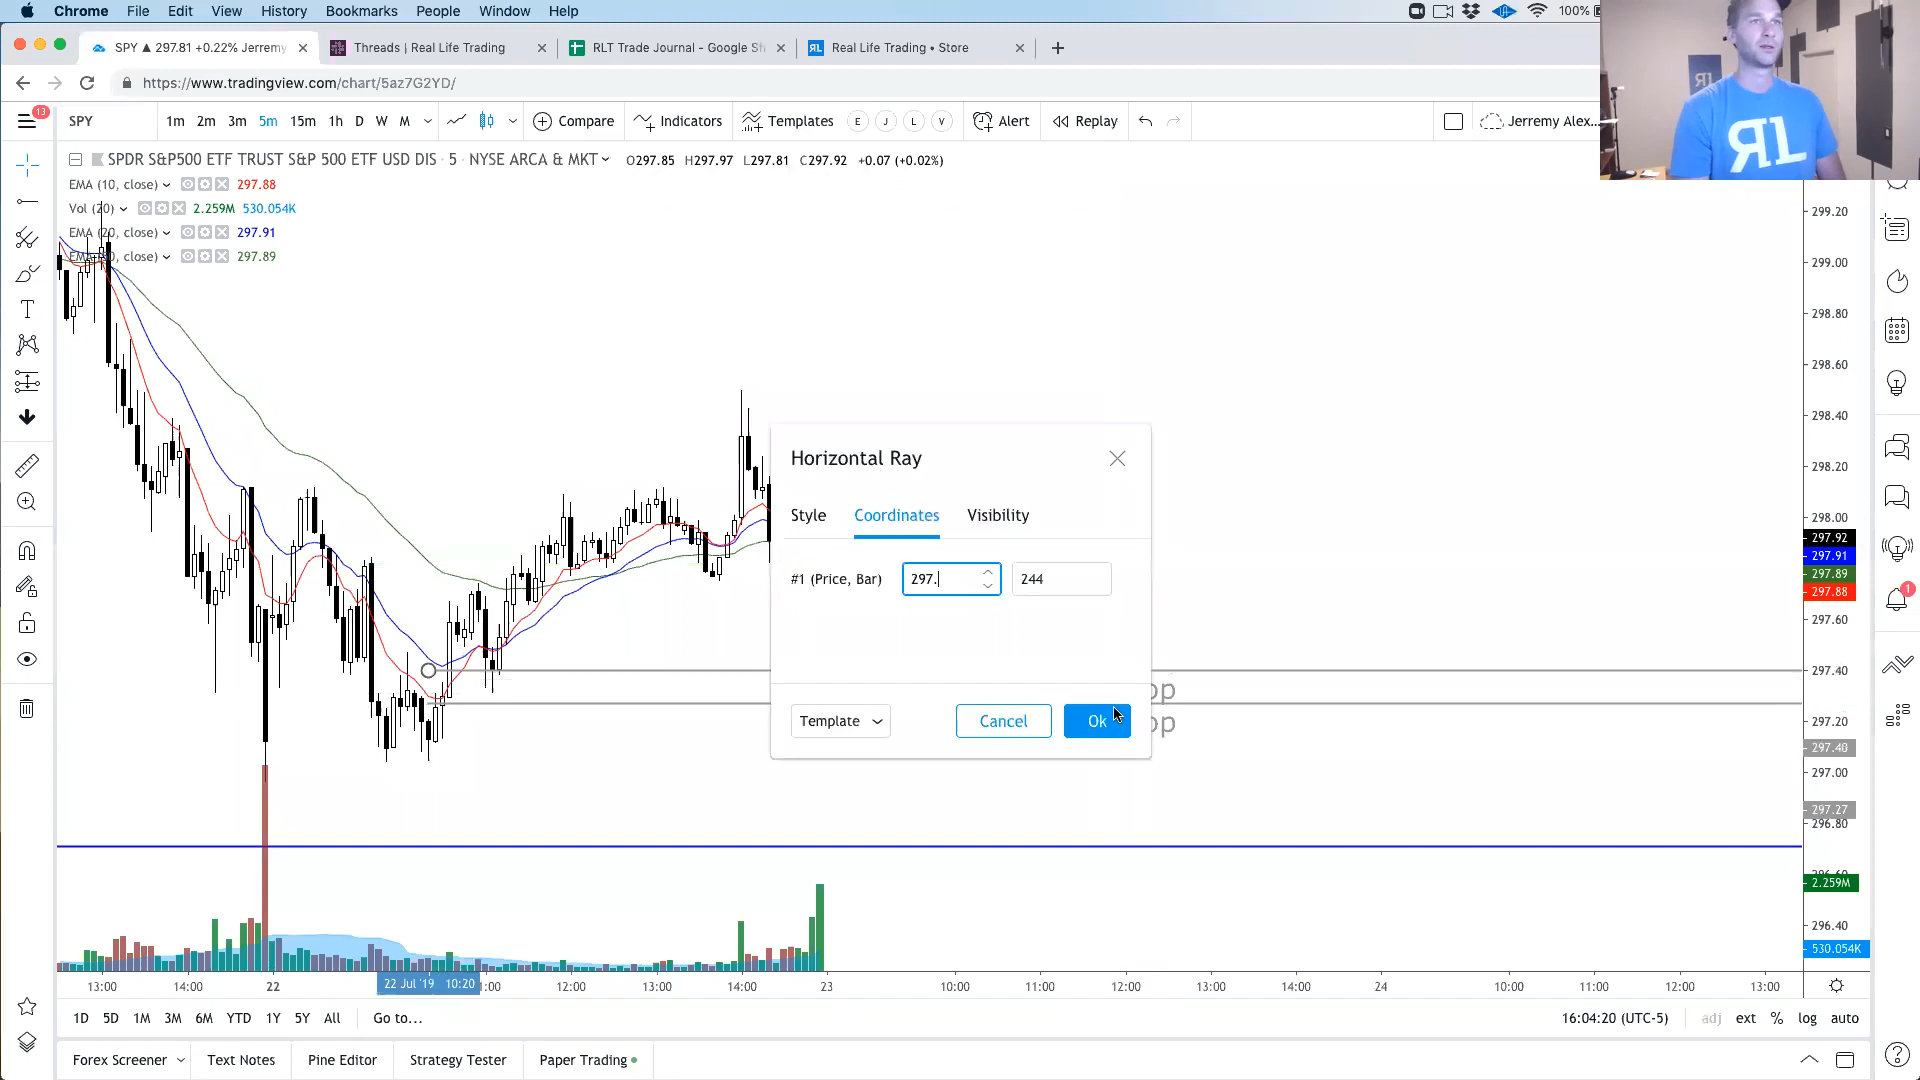 Chrome File Edit View History Bookmarks People Window Help 100%
SPY ▲ 297.81 +0.22% Jerremy Threads | Real Life Trading RLT Trade Journal - Google Sh RL Real Life Trading • Store
https://www.tradingview.com/chart/5az7G2YD/
13 SPY 1m 2m 3m 5m 15m 1h D W M Compare Indicators Templates E J L V Alert Replay Jerremy Alex...
SPDR S&P500 ETF TRUST S&P 500 ETF USD DIS · 5 · NYSE ARCA & MKT O297.85 H297.97 L297.81 C297.92 +0.07 (+0.02%)
EMA (10, close) 297.88
Vol (20) 2.259M 530.054K
EMA (20, close) 297.91
297.89
RL
299.20
299.00
298.80
298.60
298.40
298.20
298.00
297.92
297.91
297.89
297.88
297.60
297.40
297.20
297.40
297.00
297.27
296.80
2.259M
296.40
530.054K
Horizontal Ray
Style Coordinates Visibility
#1 (Price, Bar) 297. 244
Template Cancel Ok
13:00 14:00 22 22 Jul '19 10:20 12:00 13:00 14:00 23 10:00 11:00 12:00 13:00 14:00 24 10:00 11:00 12:00 13:00
1D 5D 1M 3M 6M YTD 1Y 5Y All Go to... 16:04:20 (UTC-5) adj ext % log auto
Forex Screener Text Notes Pine Editor Strategy Tester Paper Trading
1